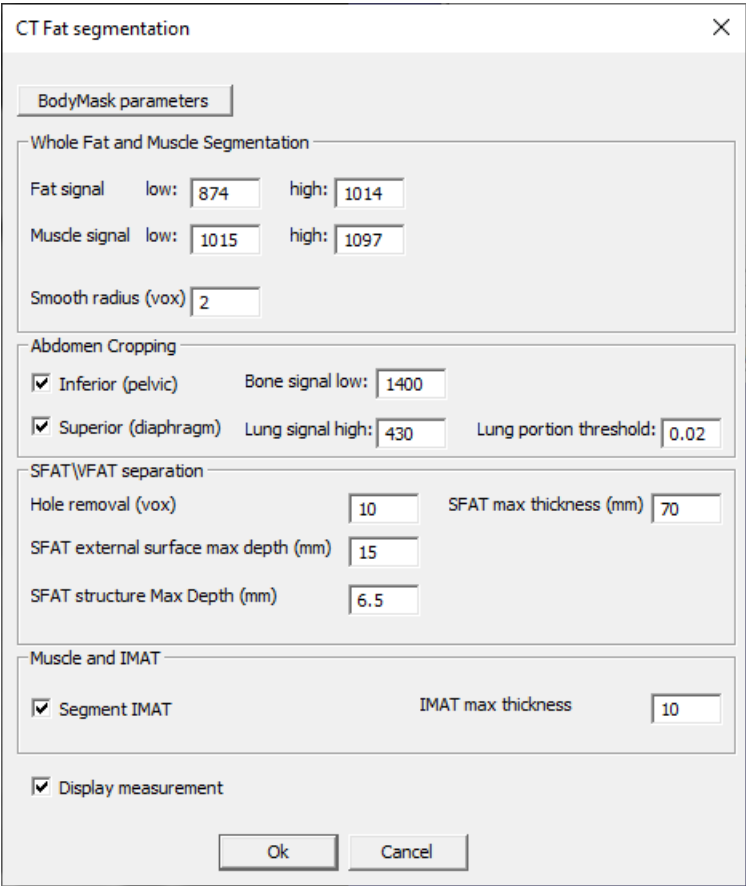 CT Fat segmentation
BodyMask parameters
Whole Fat and Muscle Segmentation
Fat signal low: 874 high: 1014
Muscle signal low: 1015 high: 1097
Smooth radius (vox) 2
Abdomen Cropping
Inferior (pelvic) Bone signal low: 1400
Superior (diaphragm) Lung signal high: 430 Lung portion threshold: 0.02
SFAT\VFAT separation
Hole removal (vox) 10 SFAT max thickness (mm) 70
SFAT external surface max depth (mm) 15
SFAT structure Max Depth (mm) 6.5
Muscle and IMAT
Segment IMAT IMAT max thickness 10
Display measurement
Ok Cancel